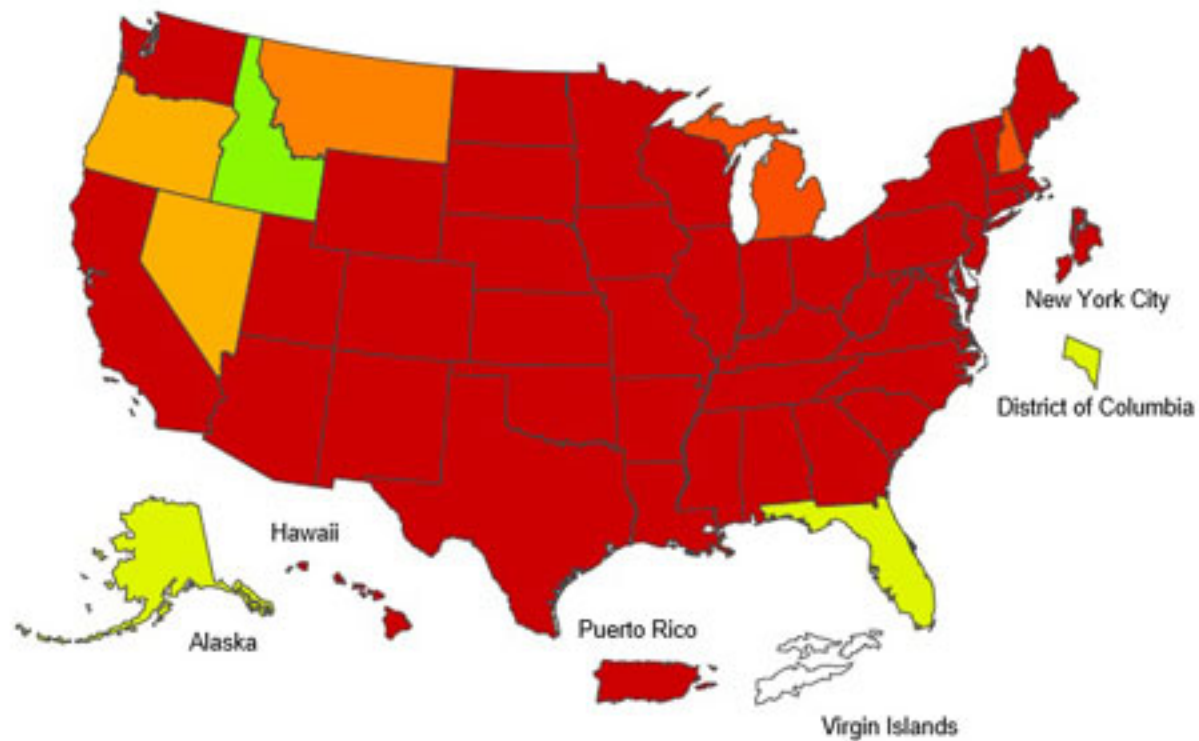 New York City
District of Columbia
Hawaii
Alaska
Puerto Rico
Virgin Islands